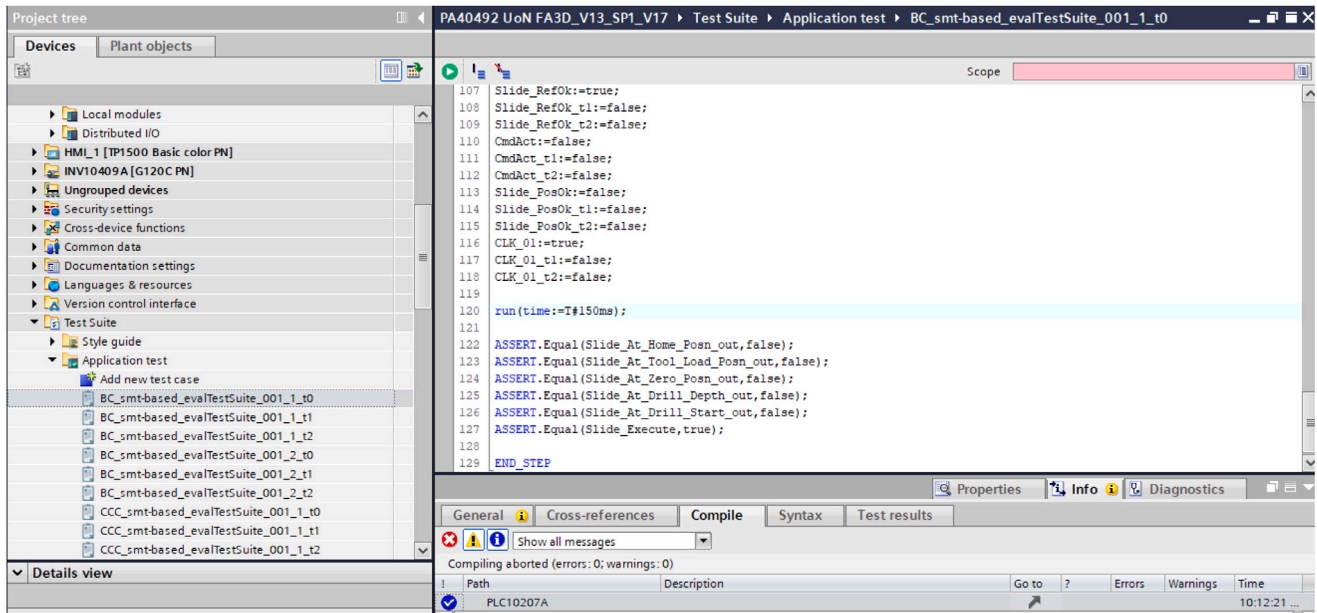 Project tree
PA40492 UoN FA3D_V13_SP1_V17 ▸ Test Suite ▸ Application test ▸ BC_smt-based_evalTestSuite_001_1_t0
Devices
Plant objects
Scope
Local modules
Distributed I/O
HMI_1 [TP1500 Basic color PN]
INV10409A [G120C PN]
Ungrouped devices
Security settings
Cross-device functions
Common data
Documentation settings
Languages & resources
Version control interface
Test Suite
Style guide
Application test
Add new test case
BC_smt-based_evalTestSuite_001_1_t0
BC_smt-based_evalTestSuite_001_1_t1
BC_smt-based_evalTestSuite_001_1_t2
BC_smt-based_evalTestSuite_001_2_t0
BC_smt-based_evalTestSuite_001_2_t1
BC_smt-based_evalTestSuite_001_2_t2
CCC_smt-based_evalTestSuite_001_1_t0
CCC_smt-based_evalTestSuite_001_1_t1
CCC_smt-based_evalTestSuite_001_1_t2
Details view
107 Slide_RefOk:=true;
108 Slide_RefOk_t1:=false;
109 Slide_RefOk_t2:=false;
110 CmdAct:=false;
111 CmdAct_t1:=false;
112 CmdAct_t2:=false;
113 Slide_PosOk:=false;
114 Slide_PosOk_t1:=false;
115 Slide_PosOk_t2:=false;
116 CLK_01:=true;
117 CLK_01_t1:=false;
118 CLK_01_t2:=false;
119
120 run(time:=T#150ms);
121
122 ASSERT.Equal(Slide_At_Home_Posn_out,false);
123 ASSERT.Equal(Slide_At_Tool_Load_Posn_out,false);
124 ASSERT.Equal(Slide_At_Zero_Posn_out,false);
125 ASSERT.Equal(Slide_At_Drill_Depth_out,false);
126 ASSERT.Equal(Slide_At_Drill_Start_out,false);
127 ASSERT.Equal(Slide_Execute,true);
128
129 END_STEP
Properties
Info
Diagnostics
General
Cross-references
Compile
Syntax
Test results
Show all messages
Compiling aborted (errors: 0; warnings: 0)
! Path Description Go to ? Errors Warnings Time
PLC10207A 10:12:21 ...